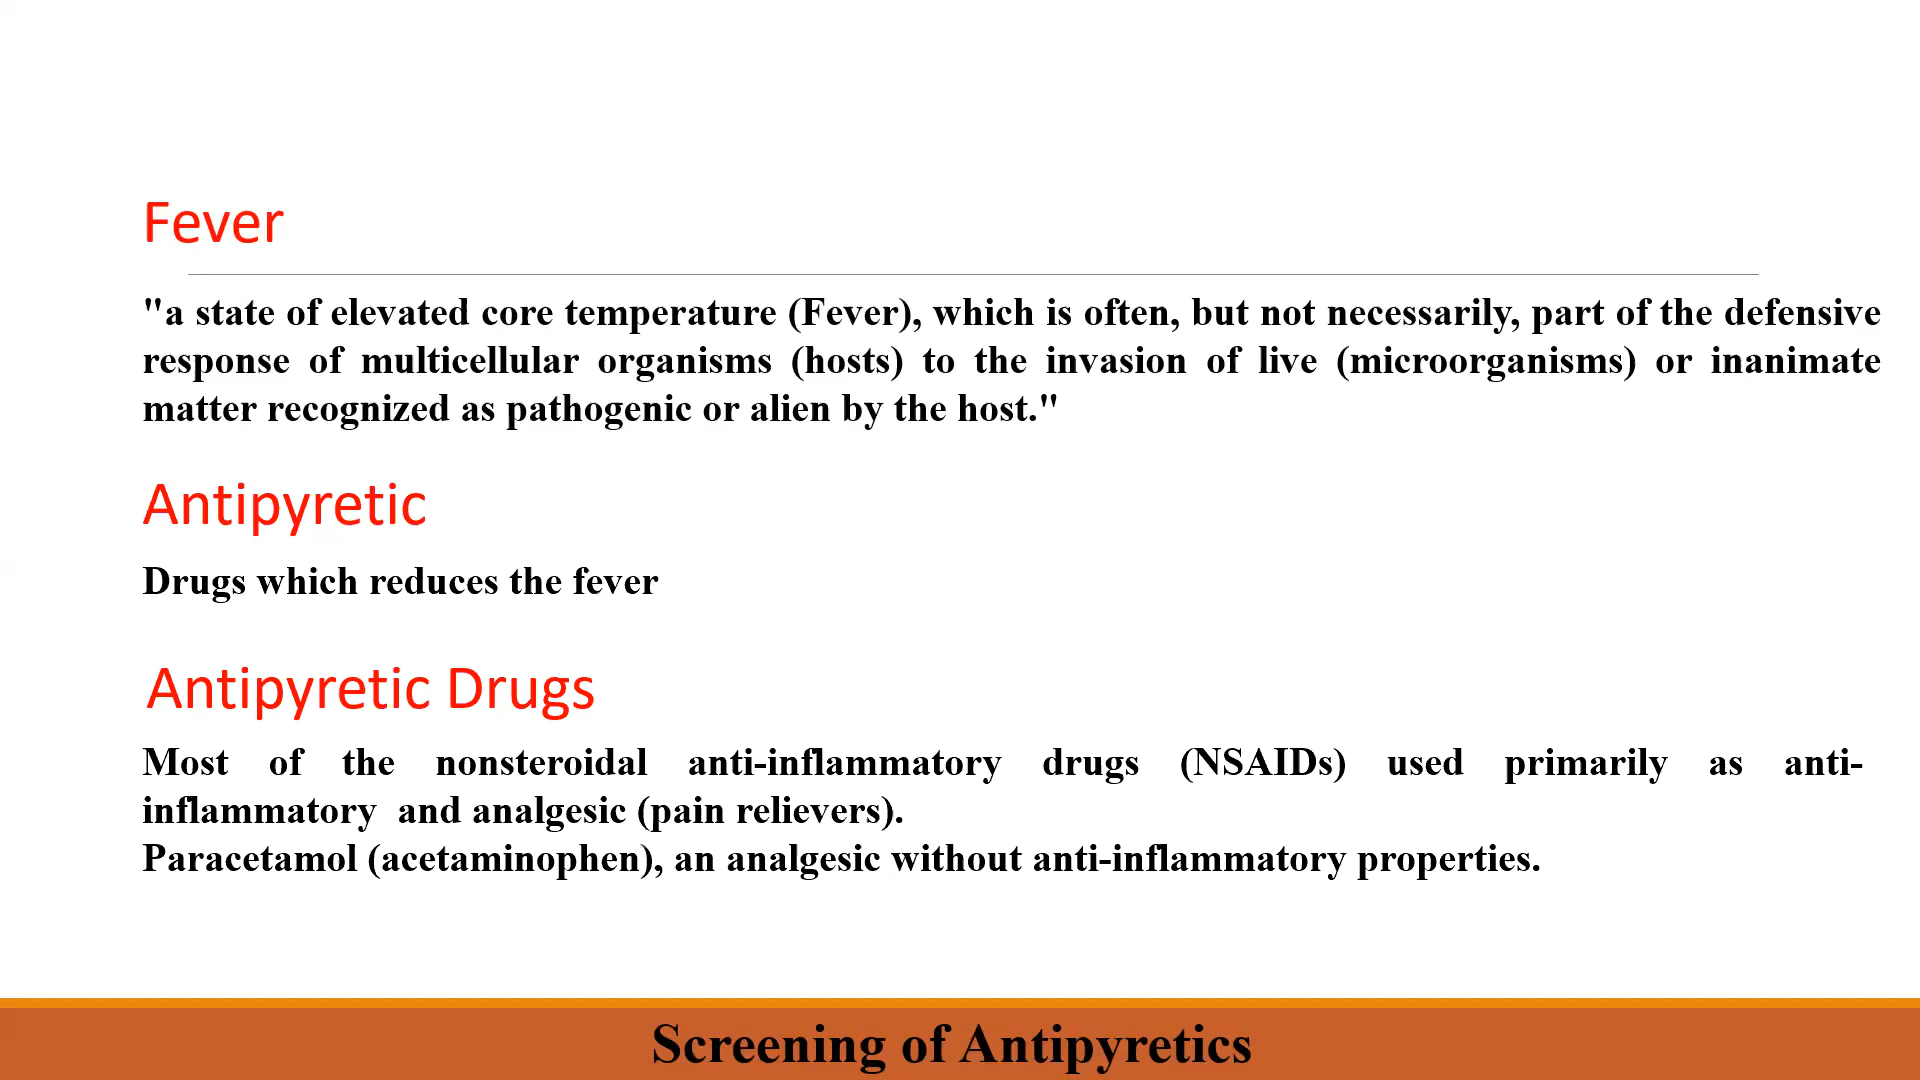 Fever
"a state of elevated core temperature (Fever), which is often, but not necessarily, part of the defensive
response of multicellular organisms (hosts) to the invasion of live (microorganisms) or inanimate
matter recognized as pathogenic or alien by the host."
Antipyretic
Drugs which reduces the fever
Antipyretic Drugs
Most of the nonsteroidal anti-inflammatory drugs (NSAIDs) used primarily as anti-
inflammatory and analgesic (pain relievers).
Paracetamol (acetaminophen), an analgesic without anti-inflammatory properties.
Screening of Antipyretics